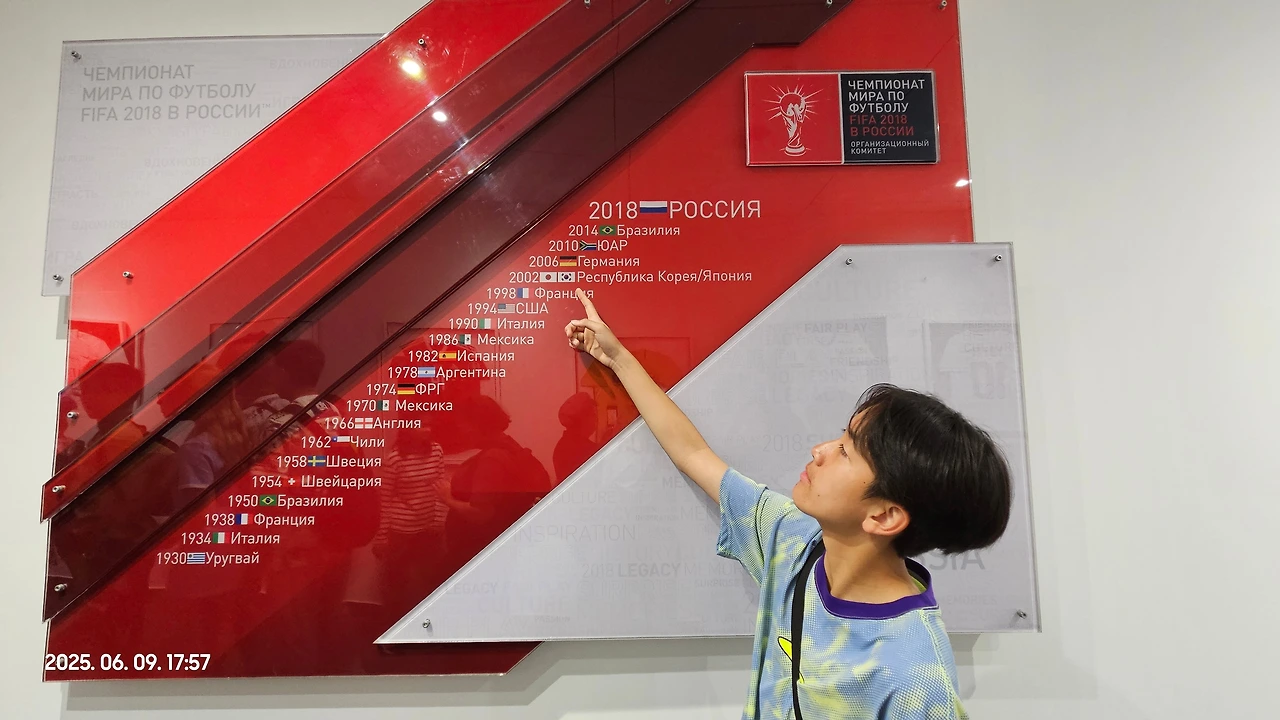 ЧЕМПИОНАТ
МИРА ПО ФУТБОЛУ
FIFA 2018 В РОССИИ™
ЧЕМПИОНАТ
МИРА ПО
ФУТБОЛУ
FIFA 2018
В РОССИИ
ОРГАНИЗАЦИОННЫЙ
КОМИТЕТ
2018 РОССИЯ
2014 Бразилия
2010 ЮАР
2006 Германия
2002 Республика Корея/Япония
1998 Франция
1994 США
1990 Италия
1986 Мексика
1982 Испания
1978 Аргентина
1974 ФРГ
1970 Мексика
1966 Англия
1962 Чили
1958 Швеция
1954 Швейцария
1950 Бразилия
1938 Франция
1934 Италия
1930 Уругвай
FAIR PLAY
2018 LEGACY
LEGACY
2025. 06. 09. 17:57